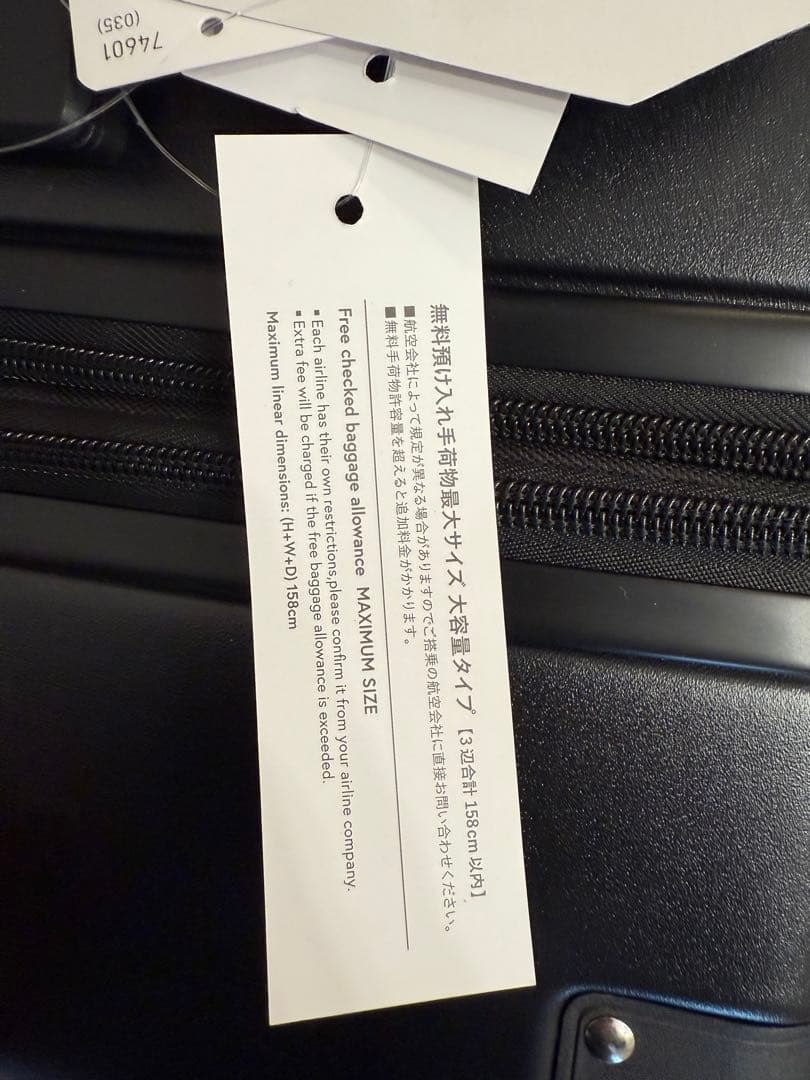 74601
(035)
無料預け入れ手荷物最大サイズ 大容量タイプ【3辺合計 158cm 以内】
■航空会社によって規定が異なる場合がありますのでご搭乗の航空会社に直接お問い合わせください。
■無料手荷物許容量を超えると追加料金がかかります。
Free checked baggage allowance MAXIMUM SIZE
▪ Each airline has their own restrictions,please confirm it from your airline company.
▪ Extra fee will be charged if the free baggage allowance is exceeded.
Maximum linear dimensions: (H+W+D) 158cm